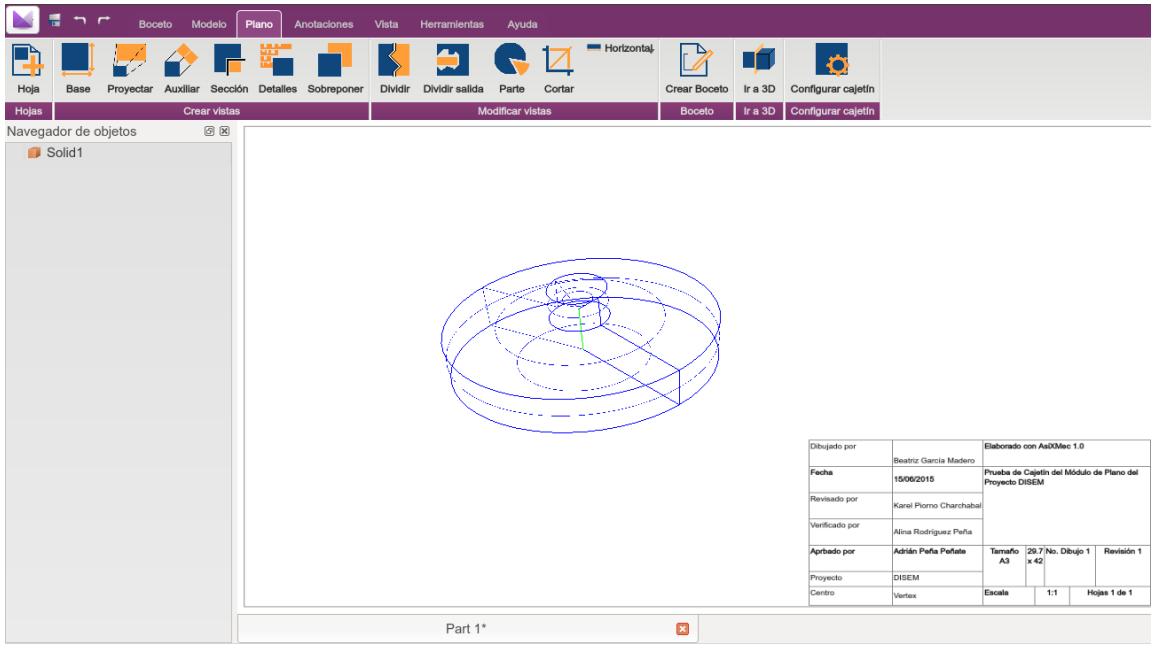 Boceto Modelo Plano Anotaciones Vista Herramientas Ayuda
Hoja Base Proyectar Auxiliar Sección Detalles Sobreponer Dividir Dividir salida Parte Cortar Horizontal Crear Boceto Ir a 3D Configurar cajetín
Hojas Crear vistas Modificar vistas Boceto Ir a 3D Configurar cajetín
Navegador de objetos
Solid1
Dibujado por Beatriz García Madero Elaborado con AsiXMec 1.0
Fecha 15/06/2015 Prueba de Cajetín del Módulo de Plano del
Proyecto DISEM
Revisado por Karel Piorno Charchabal
Verificado por Alina Rodríguez Peña
Aprbado por Adrián Peña Peñate Tamaño 29.7 No. Dibujo 1 Revisión 1
A3 x 42
Proyecto DISEM
Centro Vertex Escala 1:1 Hojas 1 de 1
Part 1*